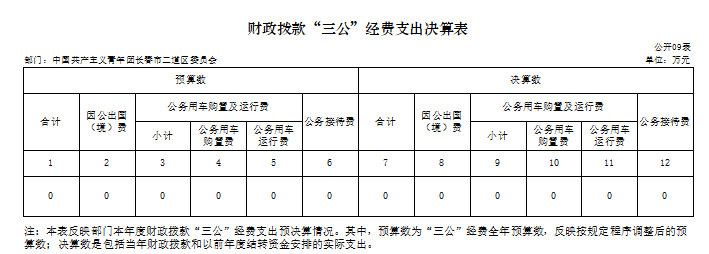 财政拨款“三公”经费支出决算表
公开09表
部门：中国共产主义青年团长春市二道区委员会 单位：万元
预算数 决算数
合计 因公出国（境）费 公务用车购置及运行费 公务接待费 合计 因公出国（境）费 公务用车购置及运行费 公务接待费
小计 公务用车购置费 公务用车运行费 小计 公务用车购置费 公务用车运行费
1 2 3 4 5 6 7 8 9 10 11 12
0 0 0 0 0 0 0 0 0 0 0 0
注：本表反映部门本年度财政拨款“三公”经费支出预决算情况。其中，预算数为“三公”经费全年预算数，反映按规定程序调整后的预
算数；决算数是包括当年财政拨款和以前年度结转资金安排的实际支出。